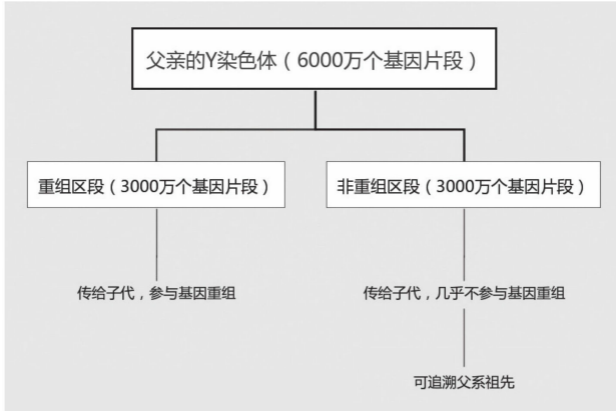 父亲的Y染色体（6000万个基因片段）
重组区段（3000万个基因片段）
非重组区段（3000万个基因片段）
传给子代，参与基因重组
传给子代，几乎不参与基因重组
可追溯父系祖先